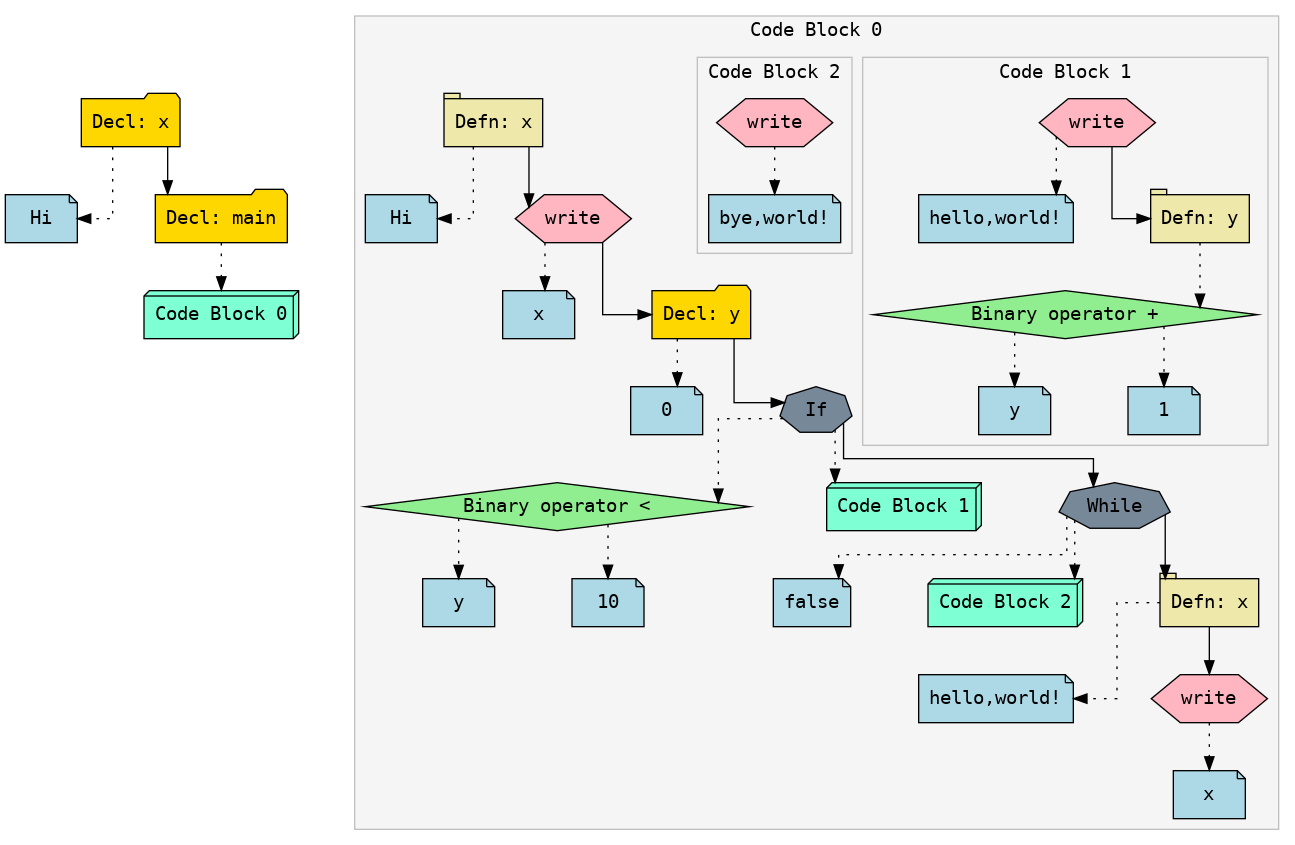 Code Block 0
Code Block 2
Code Block 1
Decl: x
Defn: x
write
write
Hi
Decl: main
Hi
write
bye,world!
hello,world!
Defn: y
Code Block 0
x
Decl: y
Binary operator +
0
If
y
1
Binary operator <
Code Block 1
While
y
10
false
Code Block 2
Defn: x
hello,world!
write
x